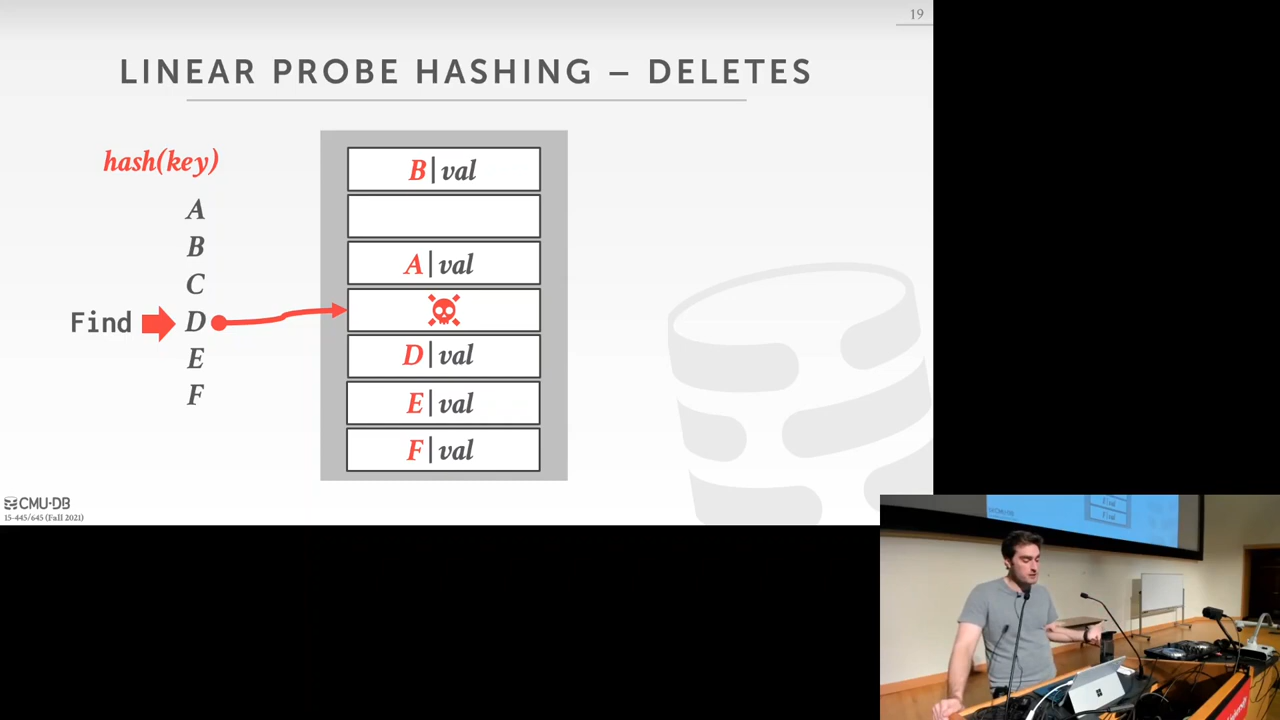 19
LINEAR PROBE HASHING – DELETES
hash(key)
A
B
C
Find D
E
F
B|val
A|val
D|val
E|val
F|val
CMU·DB
15-445/645 (Fall 2021)